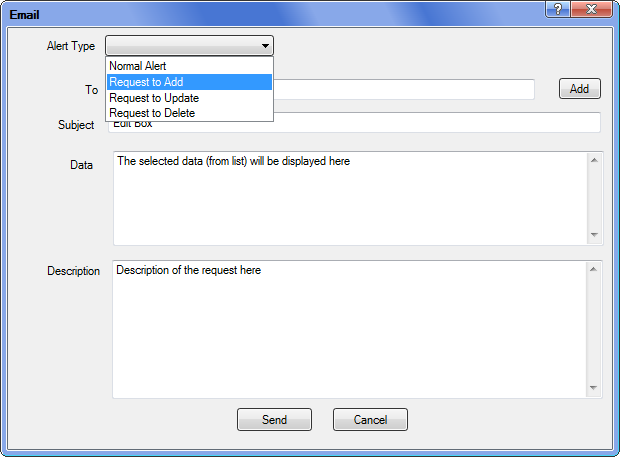 Email
?
Alert Type
Normal Alert
Request to Add
To
Add
Request to Update
Request to Delete
Subject
Edit Box
Data
The selected data (from list) will be displayed here
Description
Description of the request here
Send
Cancel